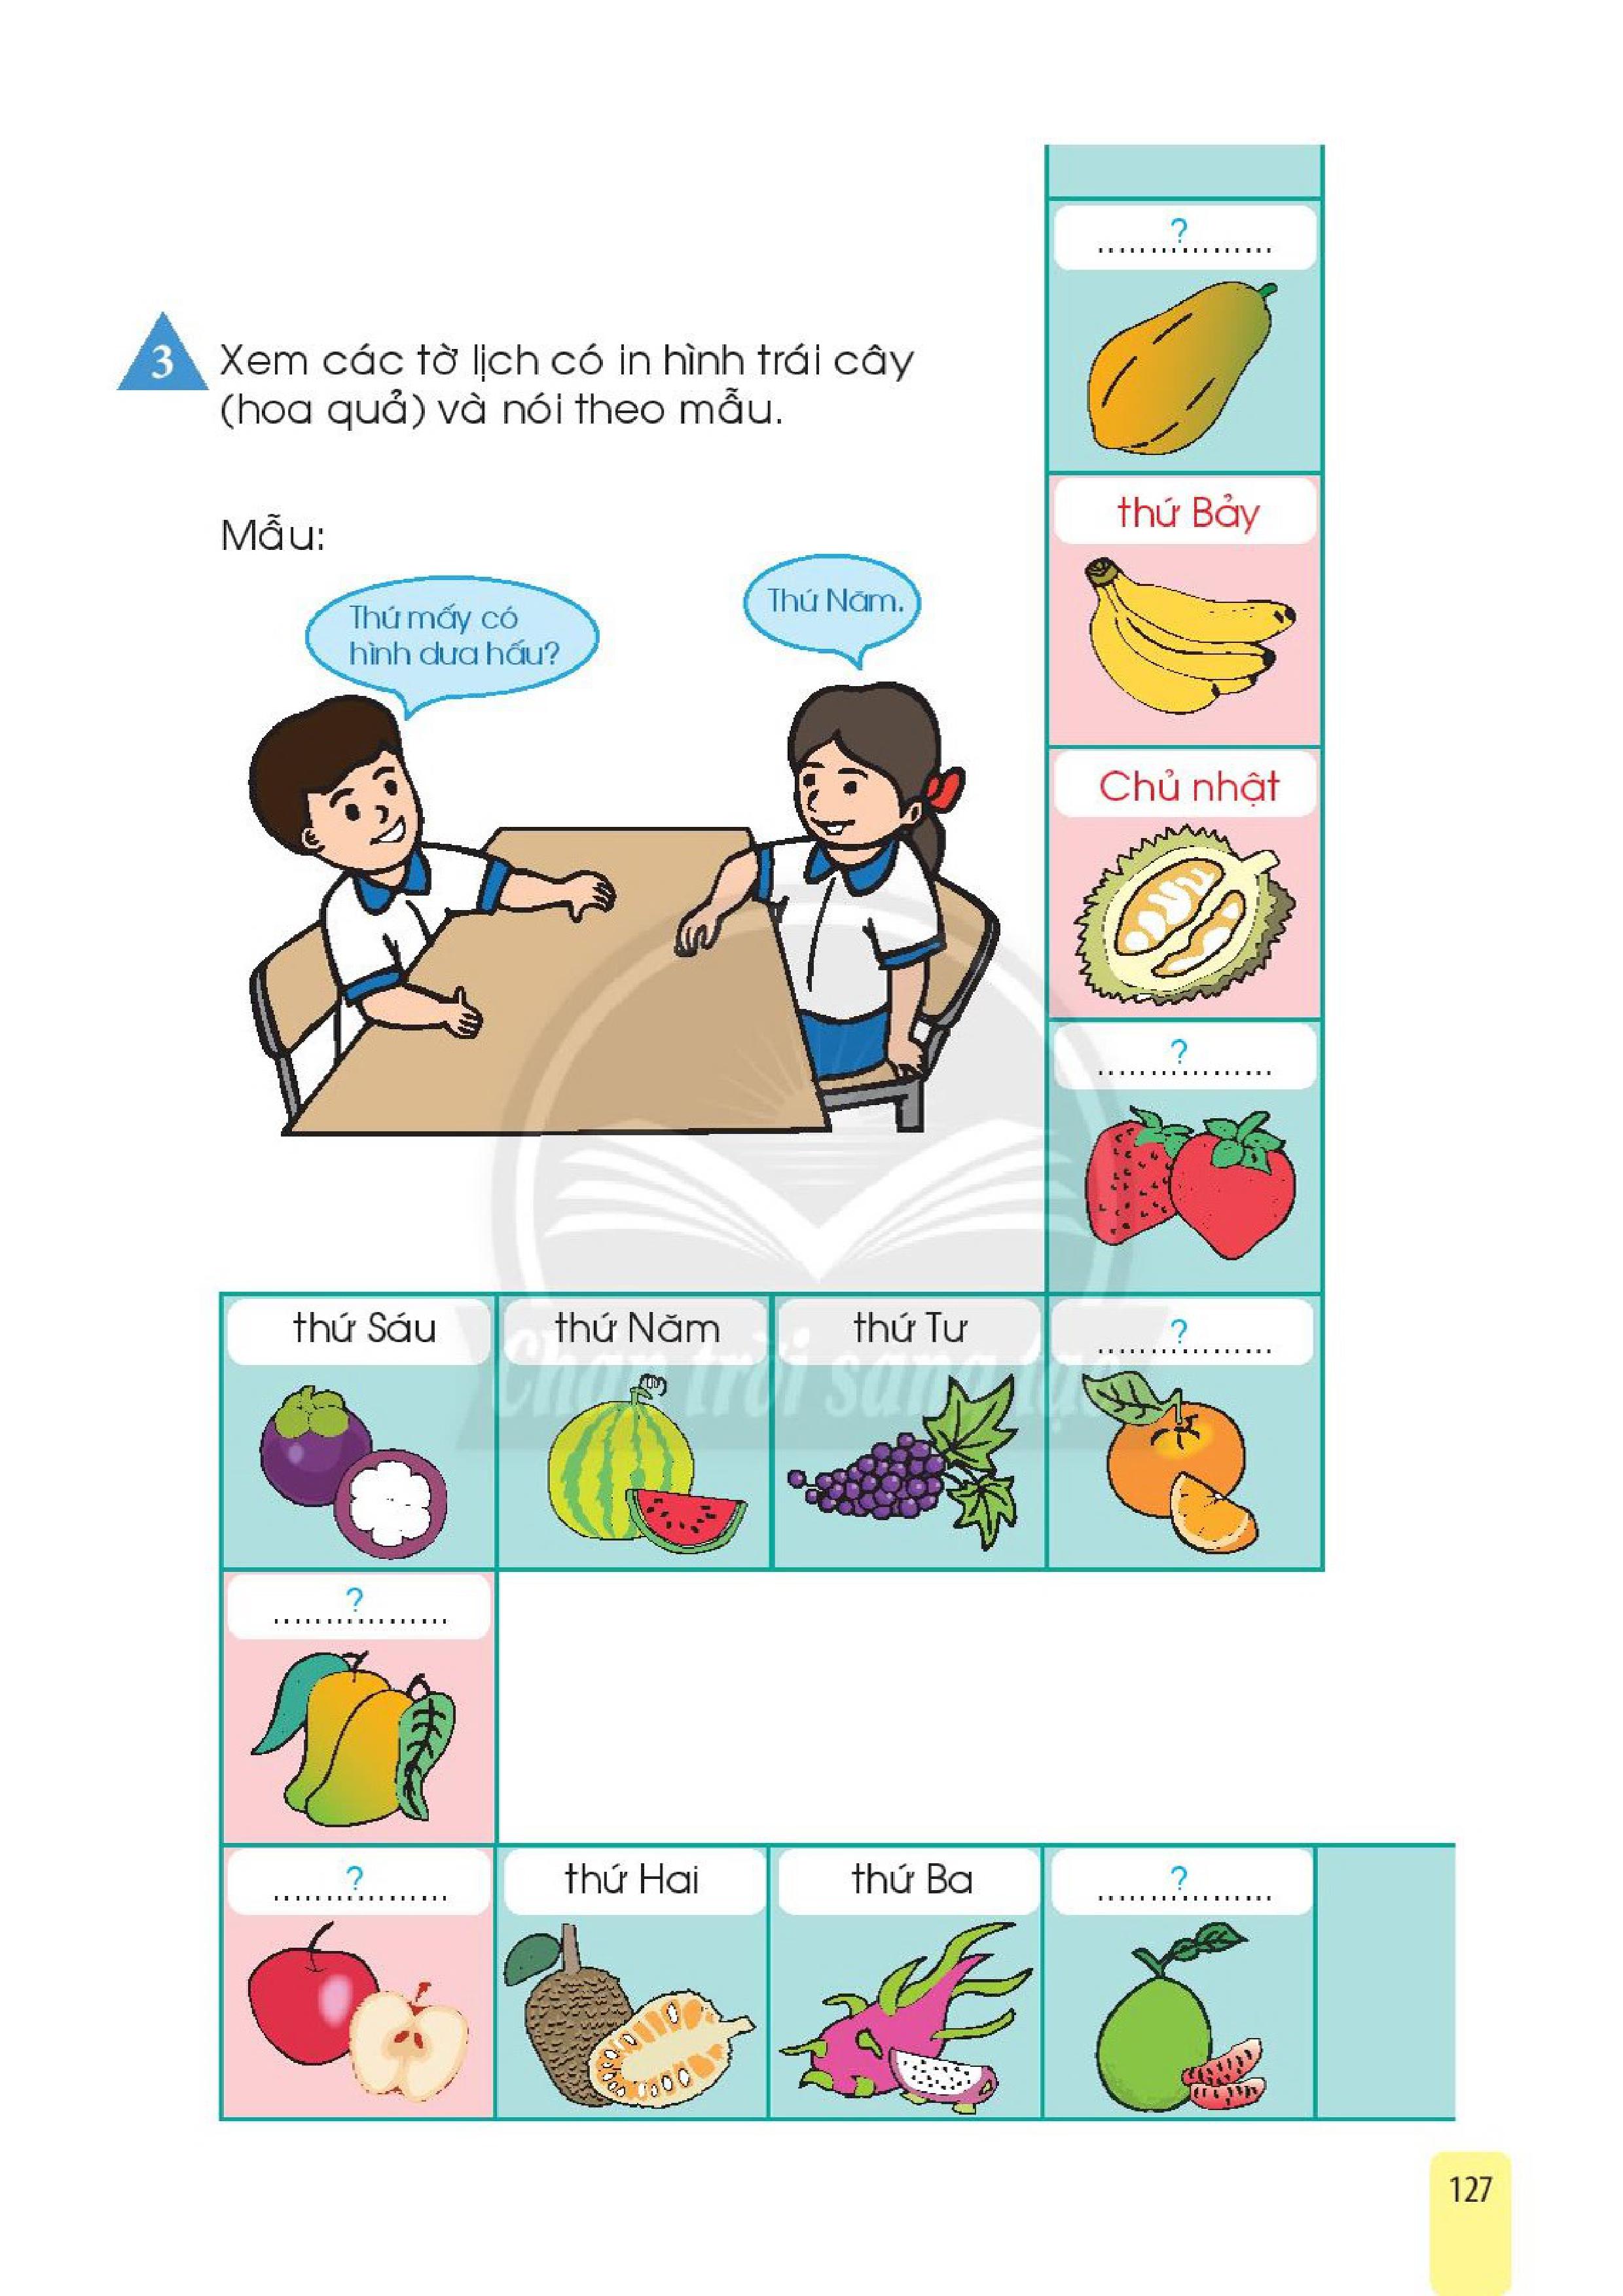 ..........?..........
3
Xem các tờ lịch có in hình trái cây
(hoa quả) và nói theo mẫu.
thứ Bảy
Mẫu:
Thứ mấy có
hình dưa hấu?
Thứ Năm.
Chủ nhật
..........?..........
thứ Sáu
thứ Năm
thứ Tư
..........?..........
Chân trời sáng tạo
..........?..........
..........?..........
thứ Hai
thứ Ba
..........?..........
127